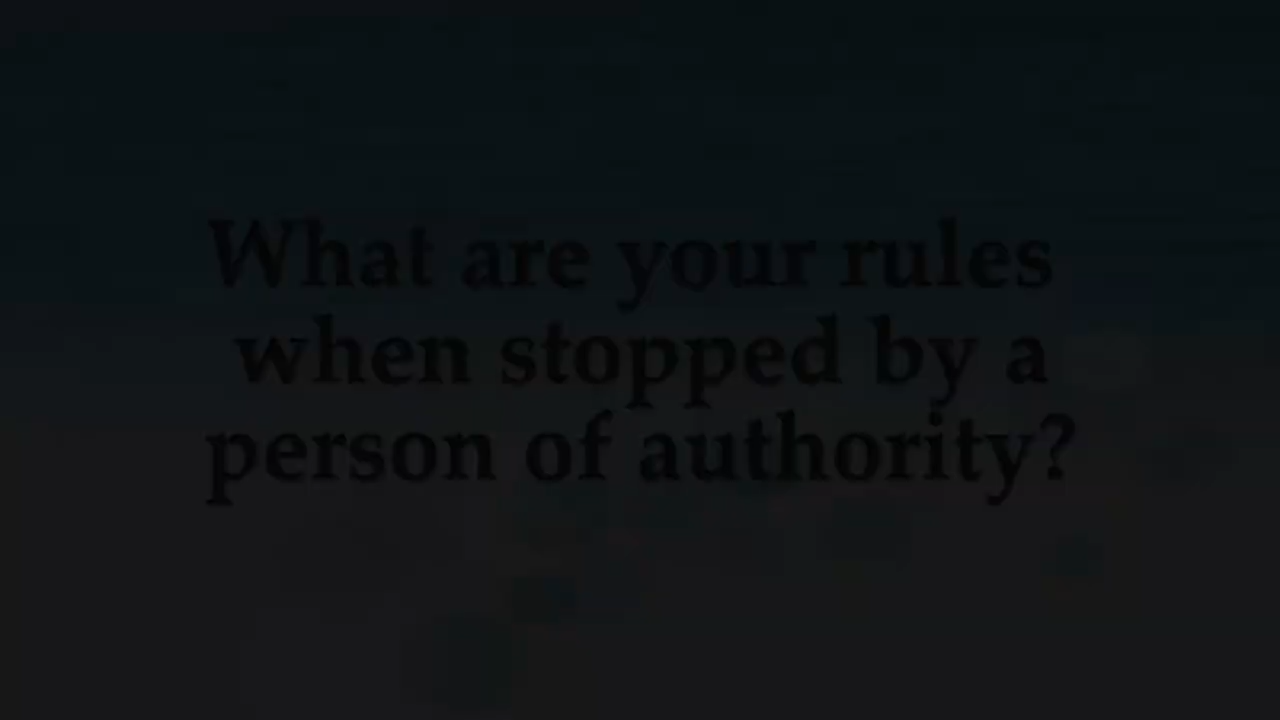 What are your rules
when stopped by a
person of authority?